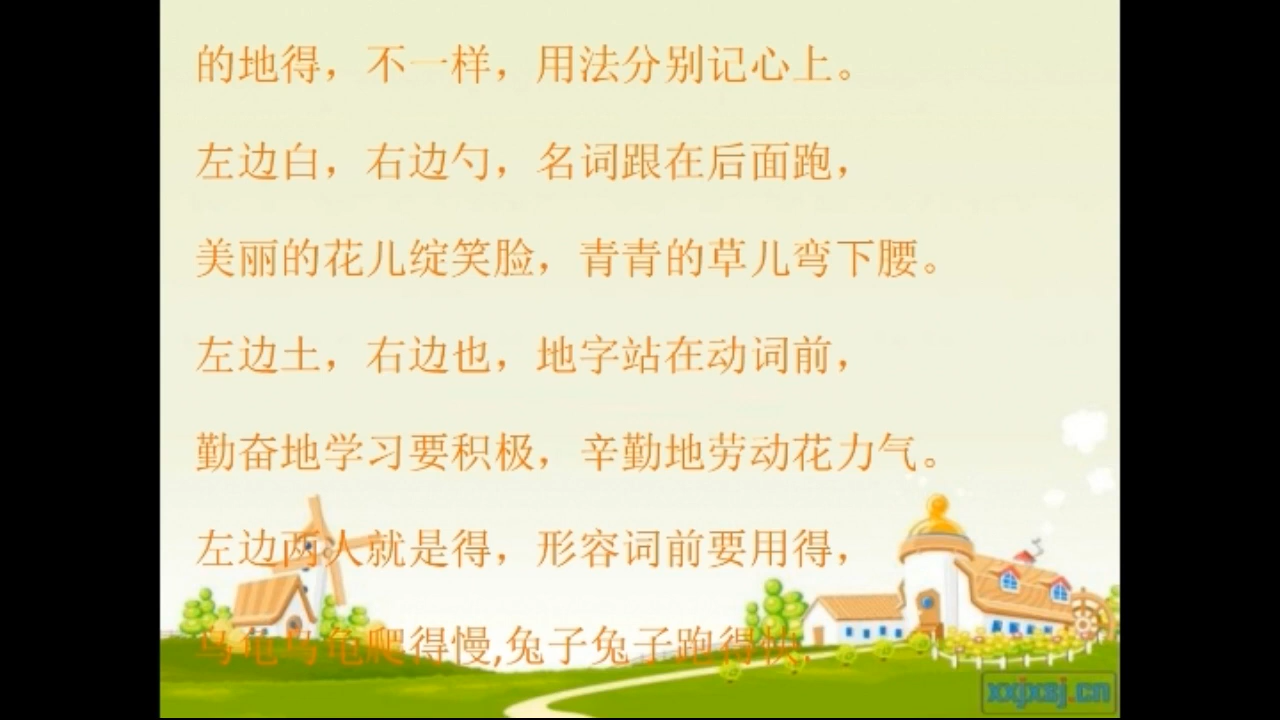 的地得，不一样，用法分别记心上。
左边白，右边勺，名词跟在后面跑，
美丽的花儿绽笑脸，青青的草儿弯下腰。
左边土，右边也，地字站在动词前，
勤奋地学习要积极，辛勤地劳动花力气。
左边两人就是得，形容词前要用得，
乌龟乌龟爬得慢,兔子兔子跑得快,
xxjxsj.cn